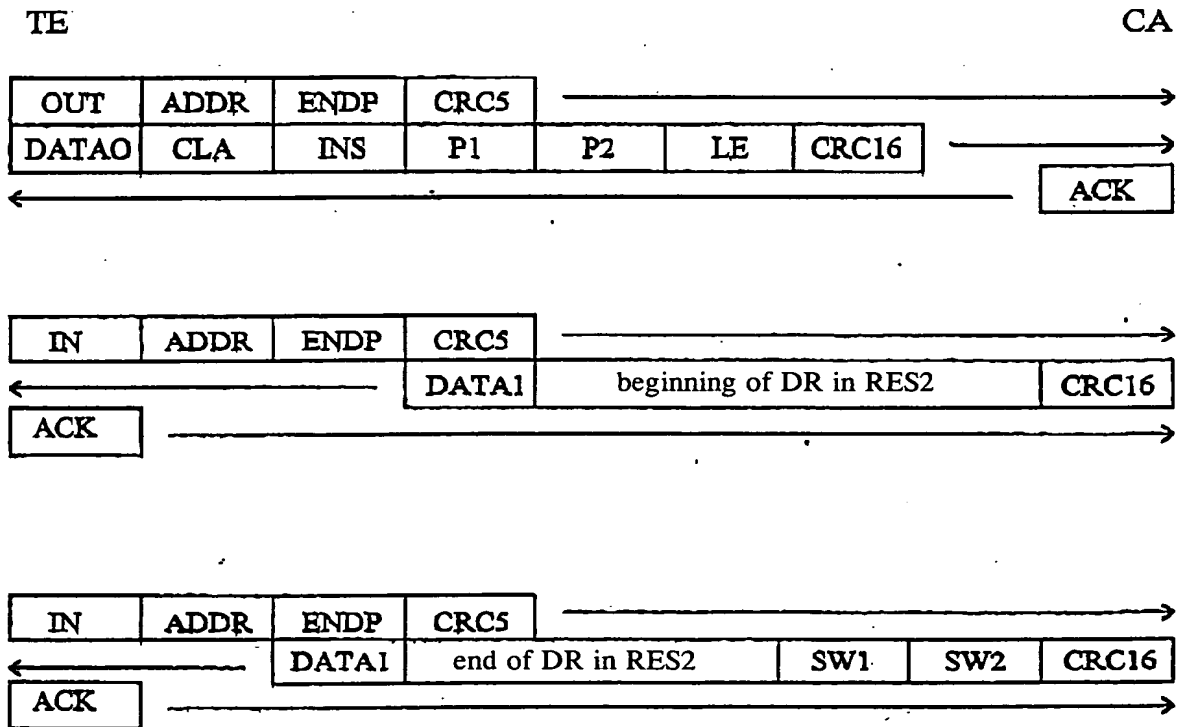 TE CA
OUT ADDR ENDP CRC5
DATAO CLA INS P1 P2 LE CRC16
ACK
IN ADDR ENDP CRC5
DATA1 beginning of DR in RES2 CRC16
ACK
IN ADDR ENDP CRC5
DATA1 end of DR in RES2 SW1 SW2 CRC16
ACK